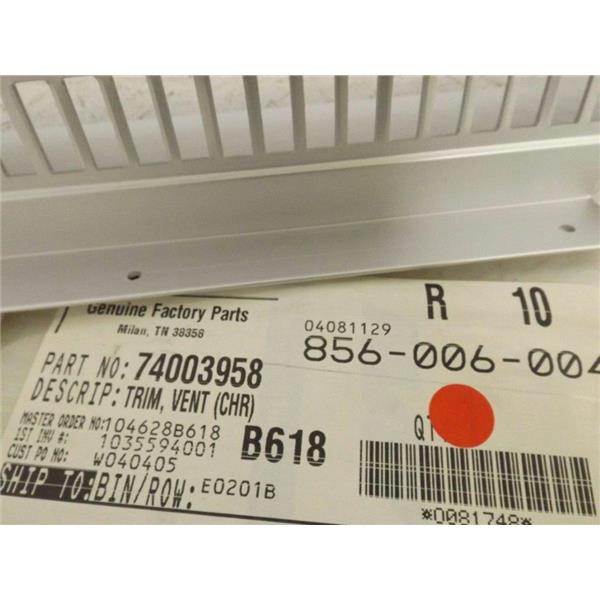 Genuine Factory Parts
Milan, TN 38358
R 10
04081129
856-006-004
PART NO: 74003958
DESCRIP: TRIM, VENT (CHR)
MASTER ORDER NO: 104628B618
1ST INV #: 1035594001
CUST PO NO: W040405
B618
SHIP TO: BIN/ROW: E0201B
*0081748*